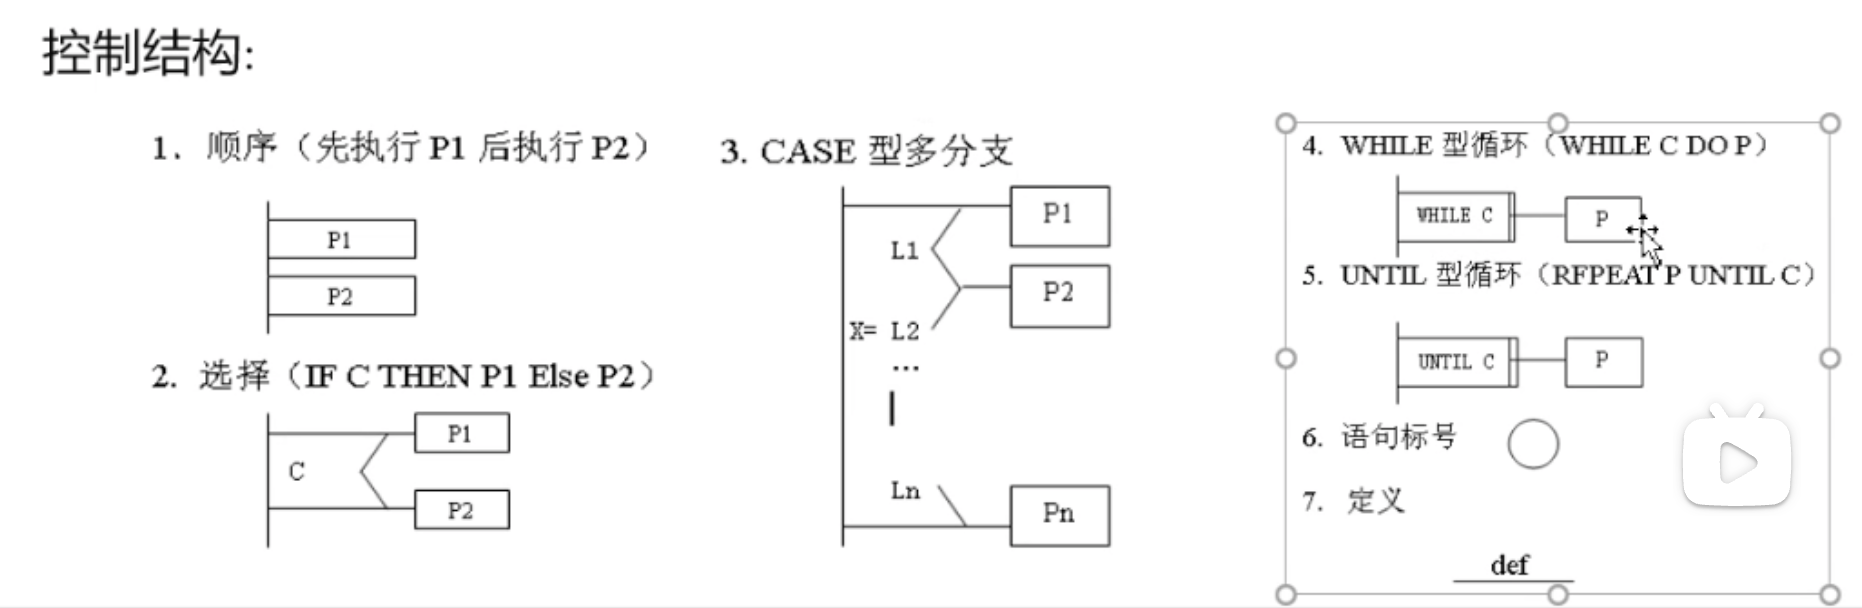 控制结构:
1. 顺序（先执行 P1 后执行 P2）
P1
P2
2. 选择（IF C THEN P1 Else P2）
P1
C
P2
3. CASE 型多分支
P1
L1
P2
X= L2
...
Ln
Pn
4. WHILE 型循环（WHILE C DO P）
WHILE C
P
5. UNTIL 型循环（RFPEAT P UNTIL C）
UNTIL C
P
6. 语句标号
7. 定义
def